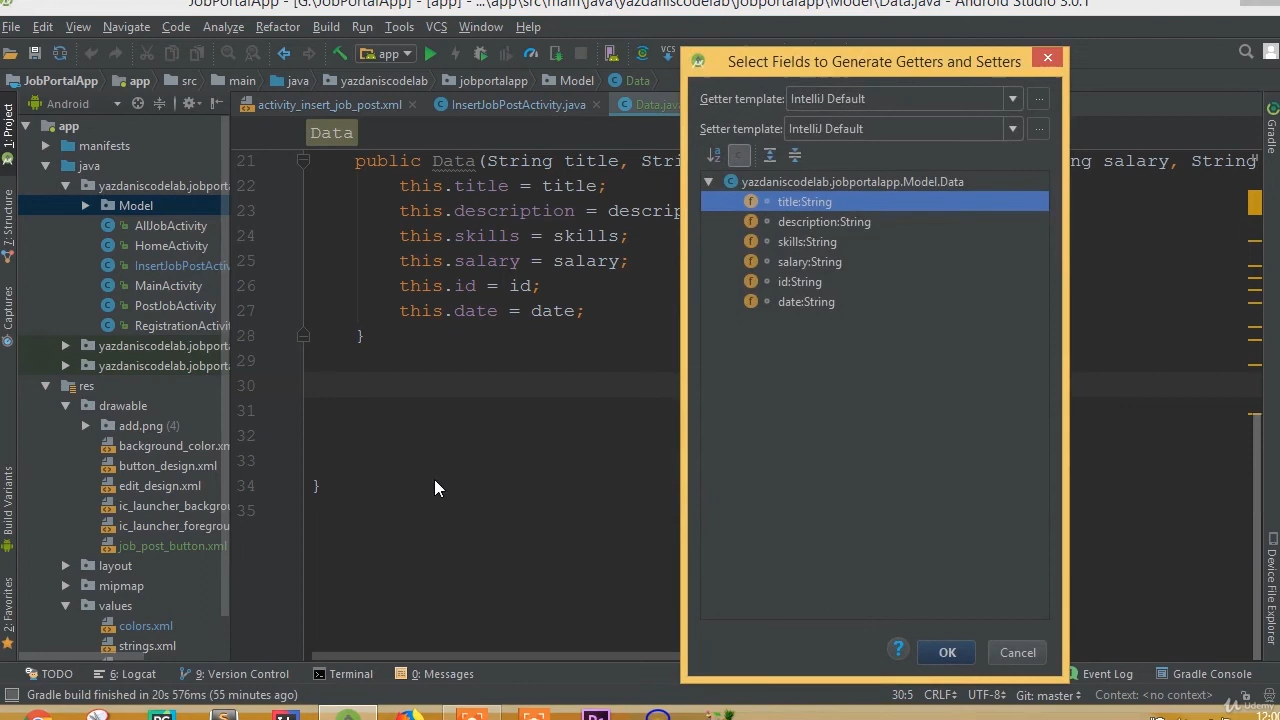 JobPortalApp - [G:\JobPortalApp] - [app] - ...\app\src\main\java\yazdaniscodelab\jobportalapp\Model\Data.java - Android Studio 3.0.1
File Edit View Navigate Code Analyze Refactor Build Run Tools VCS Window Help
app
VCS
JobPortalApp app src main java yazdaniscodelab jobportalapp Model Data
Android
activity_insert_job_post.xml InsertJobPostActivity.java Data.java
Data
1: Project
7: Structure
Captures
Build Variants
2: Favorites
app
manifests
java
yazdaniscodelab.jobport
Model
AllJobActivity
HomeActivity
InsertJobPostActiv
MainActivity
PostJobActivity
RegistrationActivit
yazdaniscodelab.jobport
yazdaniscodelab.jobport
res
drawable
add.png (4)
background_color.xm
button_design.xml
edit_design.xml
ic_launcher_backgrou
ic_launcher_foregrou
job_post_button.xml
layout
mipmap
values
colors.xml
strings.xml
21 public Data(String title, Stri ng salary, String
22 this.title = title;
23 this.description = descrip
24 this.skills = skills;
25 this.salary = salary;
26 this.id = id;
27 this.date = date;
28 }
29
30
31
32
33
34 }
35
Select Fields to Generate Getters and Setters
Getter template: IntelliJ Default ...
Setter template: IntelliJ Default ...
yazdaniscodelab.jobportalapp.Model.Data
title:String
description:String
skills:String
salary:String
id:String
date:String
? OK Cancel
Gradle
Device File Explorer
TODO 6: Logcat 9: Version Control Terminal 0: Messages Event Log Gradle Console
Gradle build finished in 20s 576ms (55 minutes ago) 30:5 CRLF UTF-8 Git: master Context: <no context>
Udemy